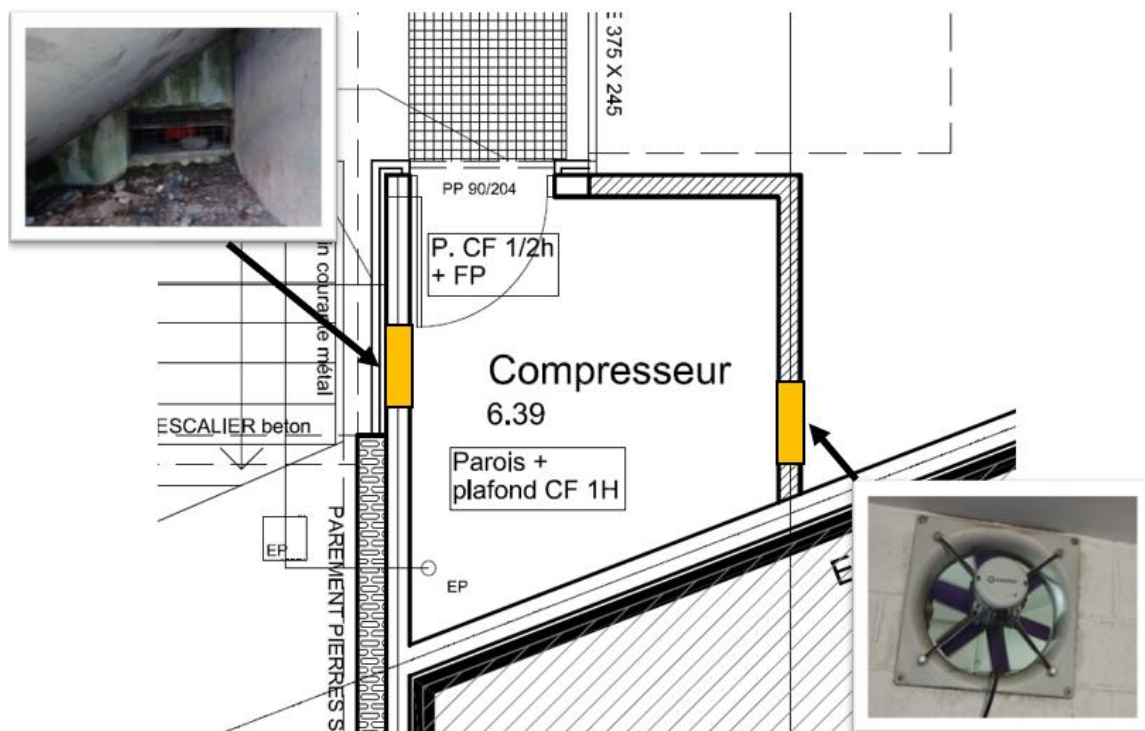 E 375 X 245
PP 90/204
P. CF 1/2h
+ FP
in courante métal
Compresseur
6.39
ESCALIER beton
Parois +
plafond CF 1H
EP
EP
PAREMENT PIERRES S